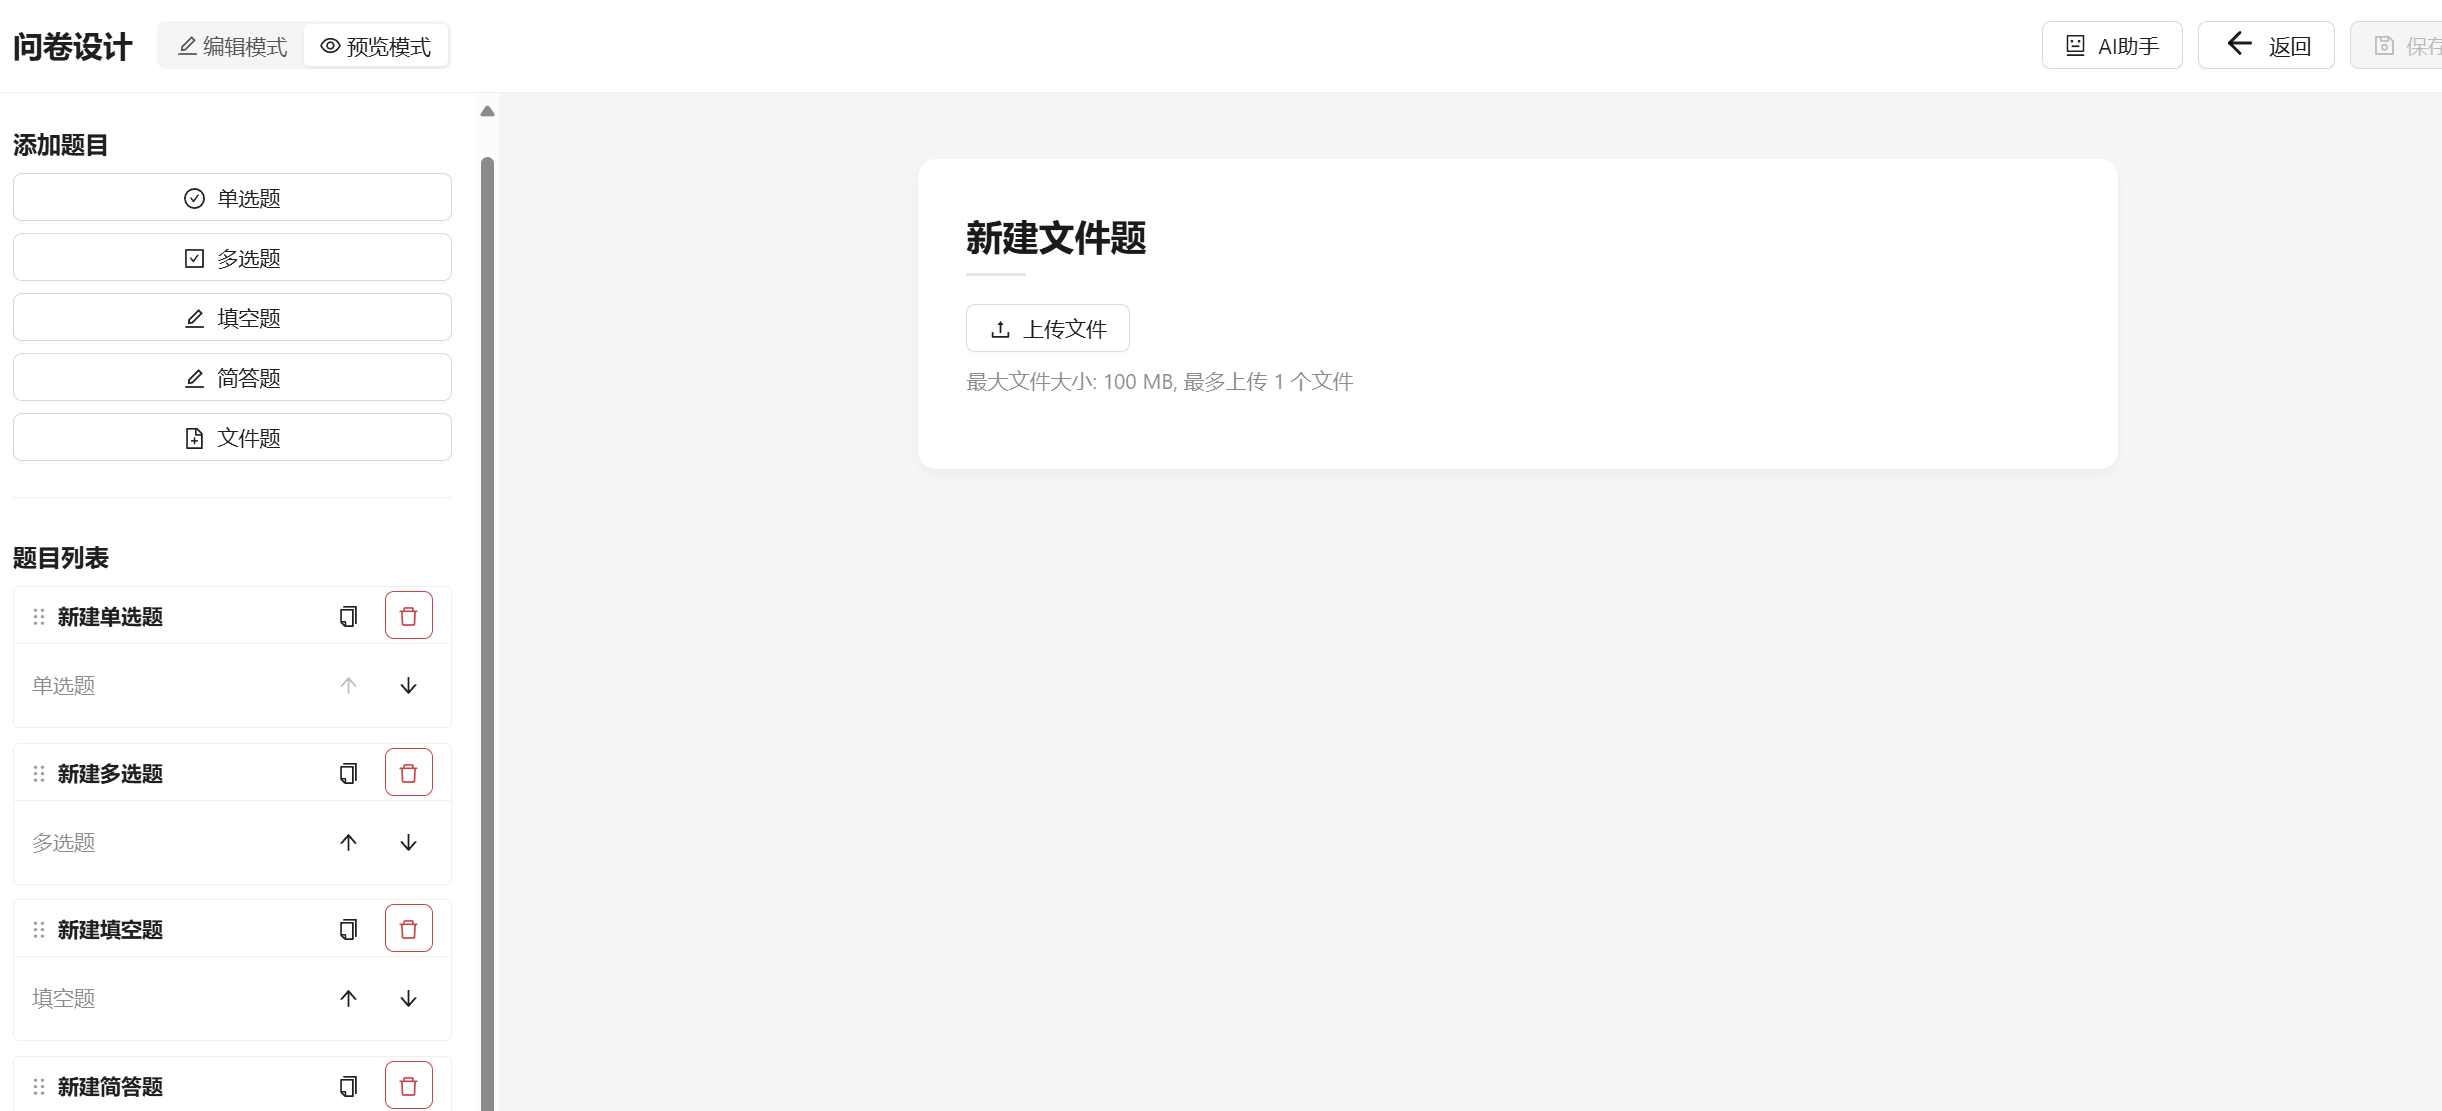 问卷设计
编辑模式
预览模式
AI助手
返回
保存
添加题目
单选题
多选题
填空题
简答题
文件题
题目列表
新建单选题
单选题
新建多选题
多选题
新建填空题
填空题
新建简答题
新建文件题
上传文件
最大文件大小: 100 MB, 最多上传 1 个文件